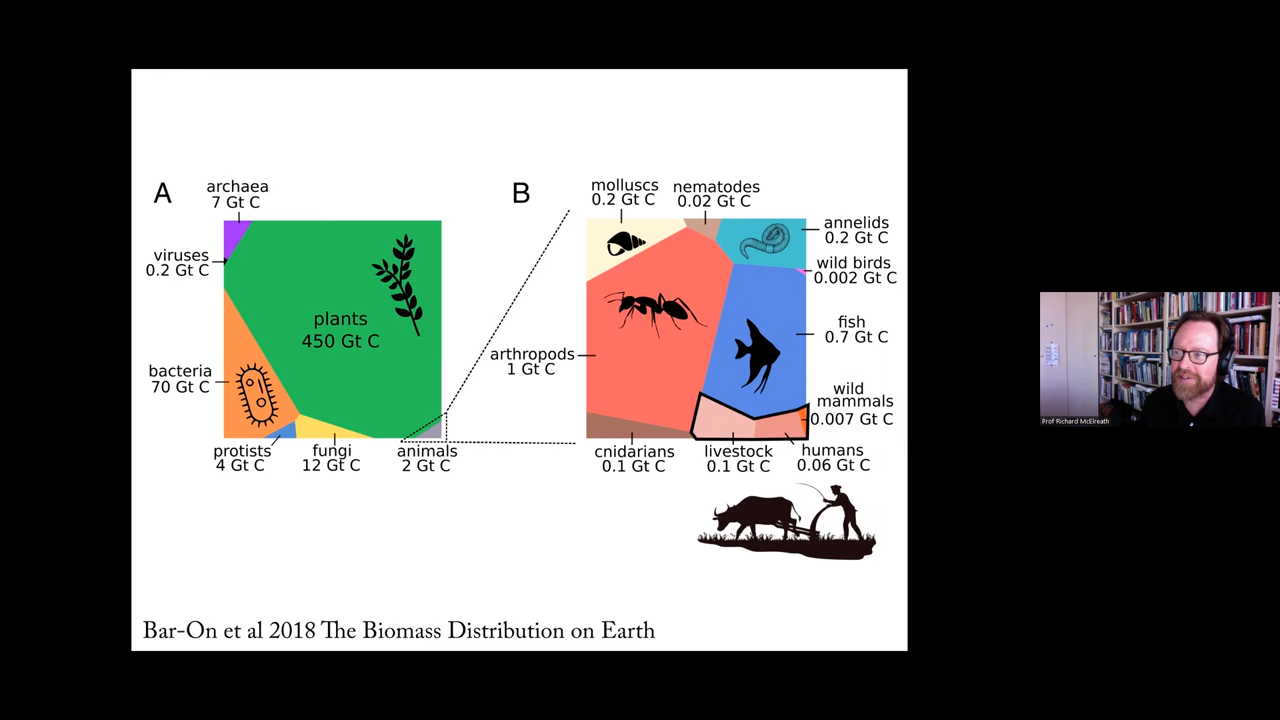 A
archaea
7 Gt C
viruses
0.2 Gt C
plants
450 Gt C
bacteria
70 Gt C
protists
4 Gt C
fungi
12 Gt C
animals
2 Gt C
B
molluscs
0.2 Gt C
nematodes
0.02 Gt C
annelids
0.2 Gt C
wild birds
0.002 Gt C
fish
0.7 Gt C
arthropods
1 Gt C
wild
mammals
0.007 Gt C
cnidarians
0.1 Gt C
livestock
0.1 Gt C
humans
0.06 Gt C
Bar-On et al 2018 The Biomass Distribution on Earth
Prof Richard McElreath